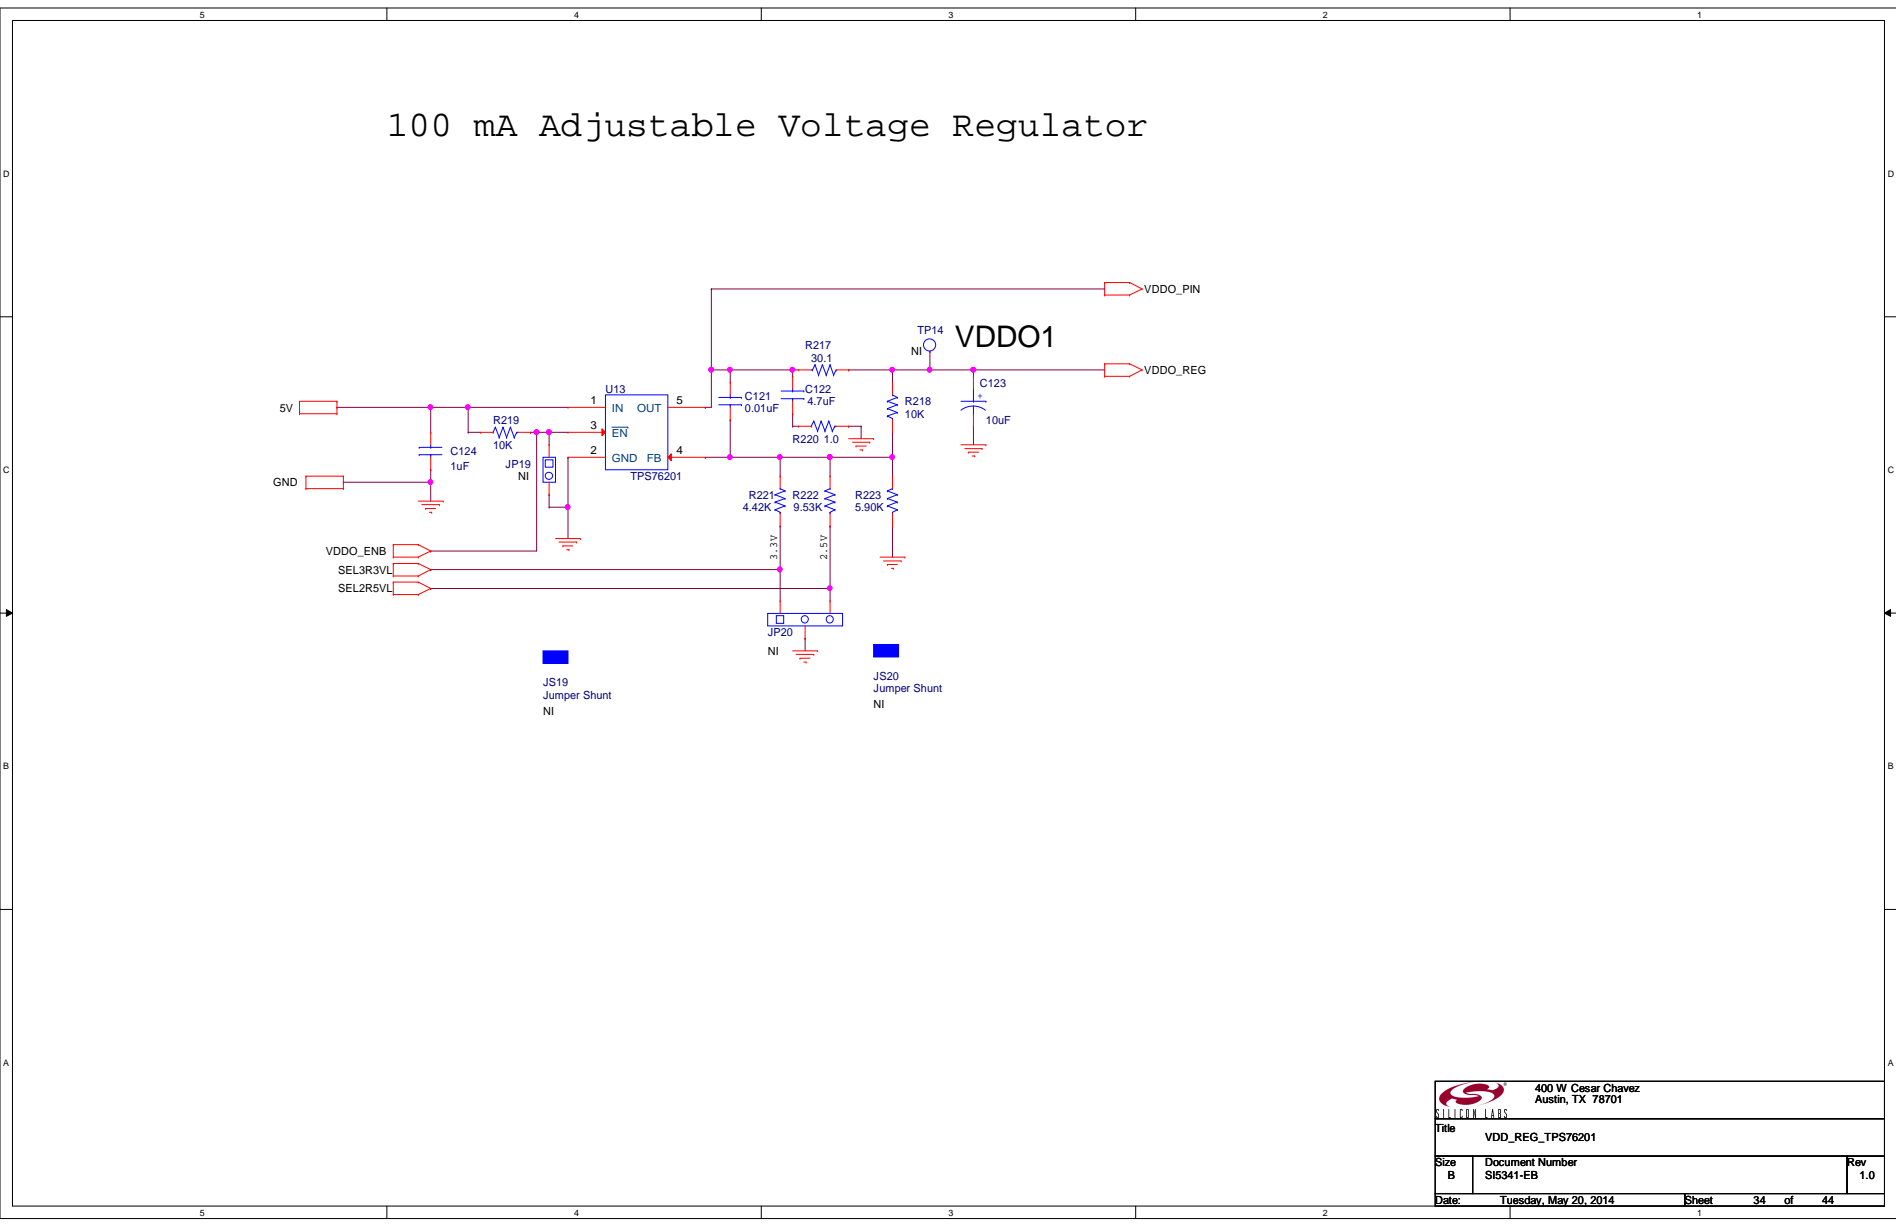 5 4 3 2 1
100 mA Adjustable Voltage Regulator
D D
VDDO_PIN
TP14
VDDO1
NI
R217
30.1
VDDO_REG
C123
+
10uF
U13
C121
0.01uF
C122
4.7uF
R218
10K
5V
1 IN OUT 5
R219
10K
3 EN
R220 1.0
C124
1uF
JP19
NI
2 GND FB 4
TPS76201
C C
GND
R221
4.42K
R222
9.53K
R223
5.90K
3.3V
2.5V
VDDO_ENB
SEL3R3VL
SEL2R5VL
JP20
NI
JS19
Jumper Shunt
NI
JS20
Jumper Shunt
NI
B B
A A
400 W Cesar Chavez
Austin, TX 78701
SILICON LABS
Title
VDD_REG_TPS76201
Size Document Number Rev
B SI5341-EB 1.0
Date: Tuesday, May 20, 2014 Sheet 34 of 44
5 4 3 2 1